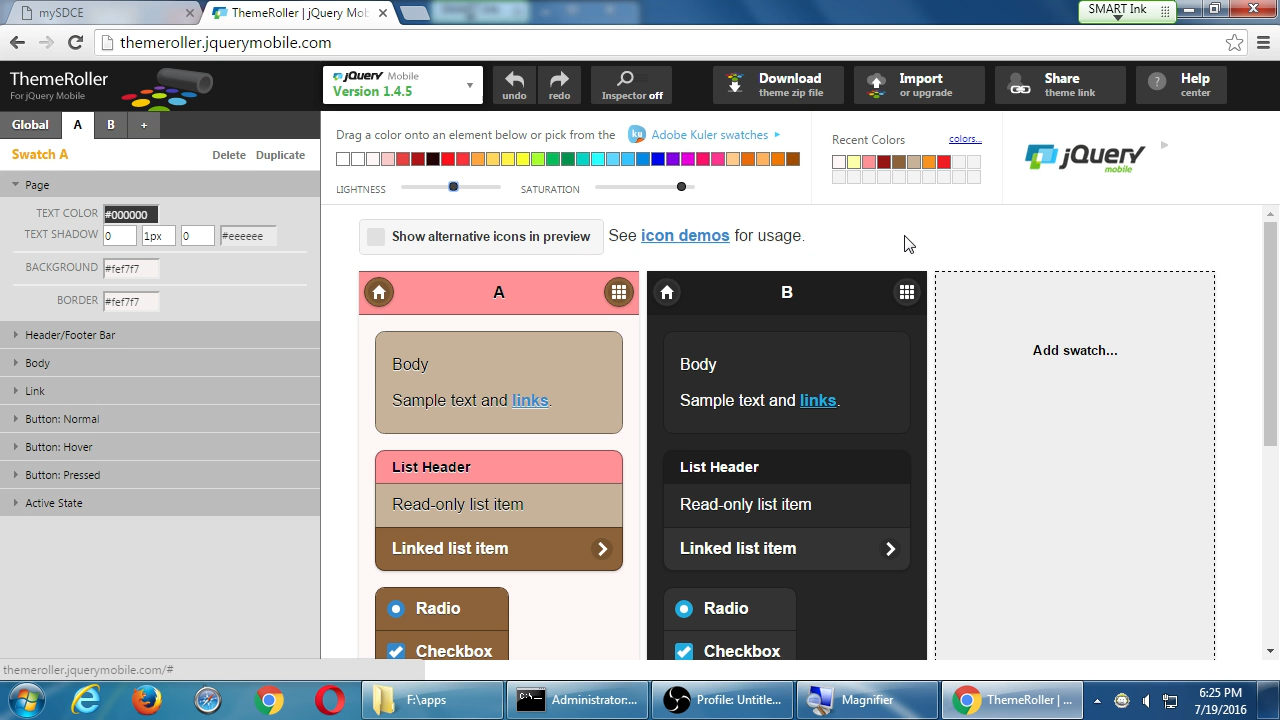 mySDCE
ThemeRoller | jQuery Mob
SMART Ink
themeroller.jquerymobile.com
ThemeRoller
For jQuery Mobile
jQuery Mobile
Version 1.4.5
undo
redo
Inspector off
Download
theme zip file
Import
or upgrade
Share
theme link
? Help
center
Global A B +
Swatch A
Delete Duplicate
Page
TEXT COLOR #000000
TEXT SHADOW 0 1px 0 #eeeeee
BACKGROUND #fef7f7
BORDER #fef7f7
Header/Footer Bar
Body
Link
Button: Normal
Button: Hover
Button: Pressed
Active State
Drag a color onto an element below or pick from the ku Adobe Kuler swatches
LIGHTNESS SATURATION
Recent Colors colors...
jQuery
mobile
Show alternative icons in preview See icon demos for usage.
A
Body
Sample text and links.
List Header
Read-only list item
Linked list item
Radio
Checkbox
B
Body
Sample text and links.
List Header
Read-only list item
Linked list item
Radio
Checkbox
Add swatch...
themeroller.jquerymobile.com/#
F:\apps
Administrator:...
Profile: Untitle...
Magnifier
ThemeRoller | ...
6:25 PM
7/19/2016